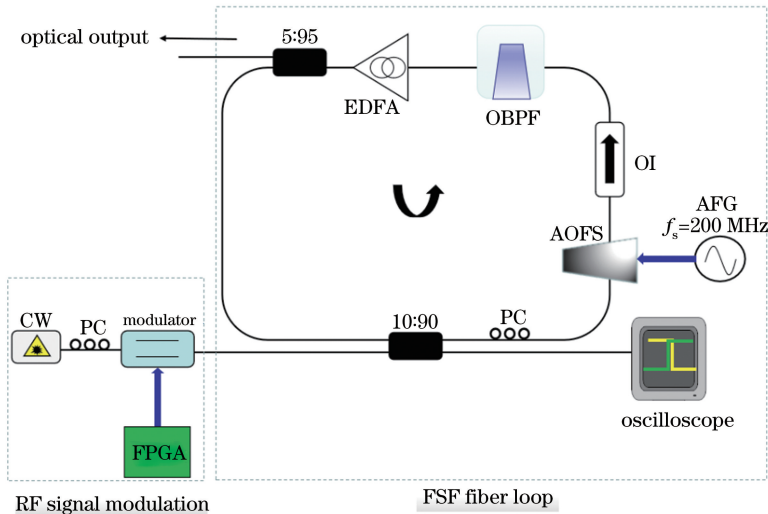 optical output
5:95
EDFA
OBPF
OI
AFG
fs=200 MHz
AOFS
PC
10:90
CW
PC
modulator
FPGA
oscilloscope
RF signal modulation
FSF fiber loop